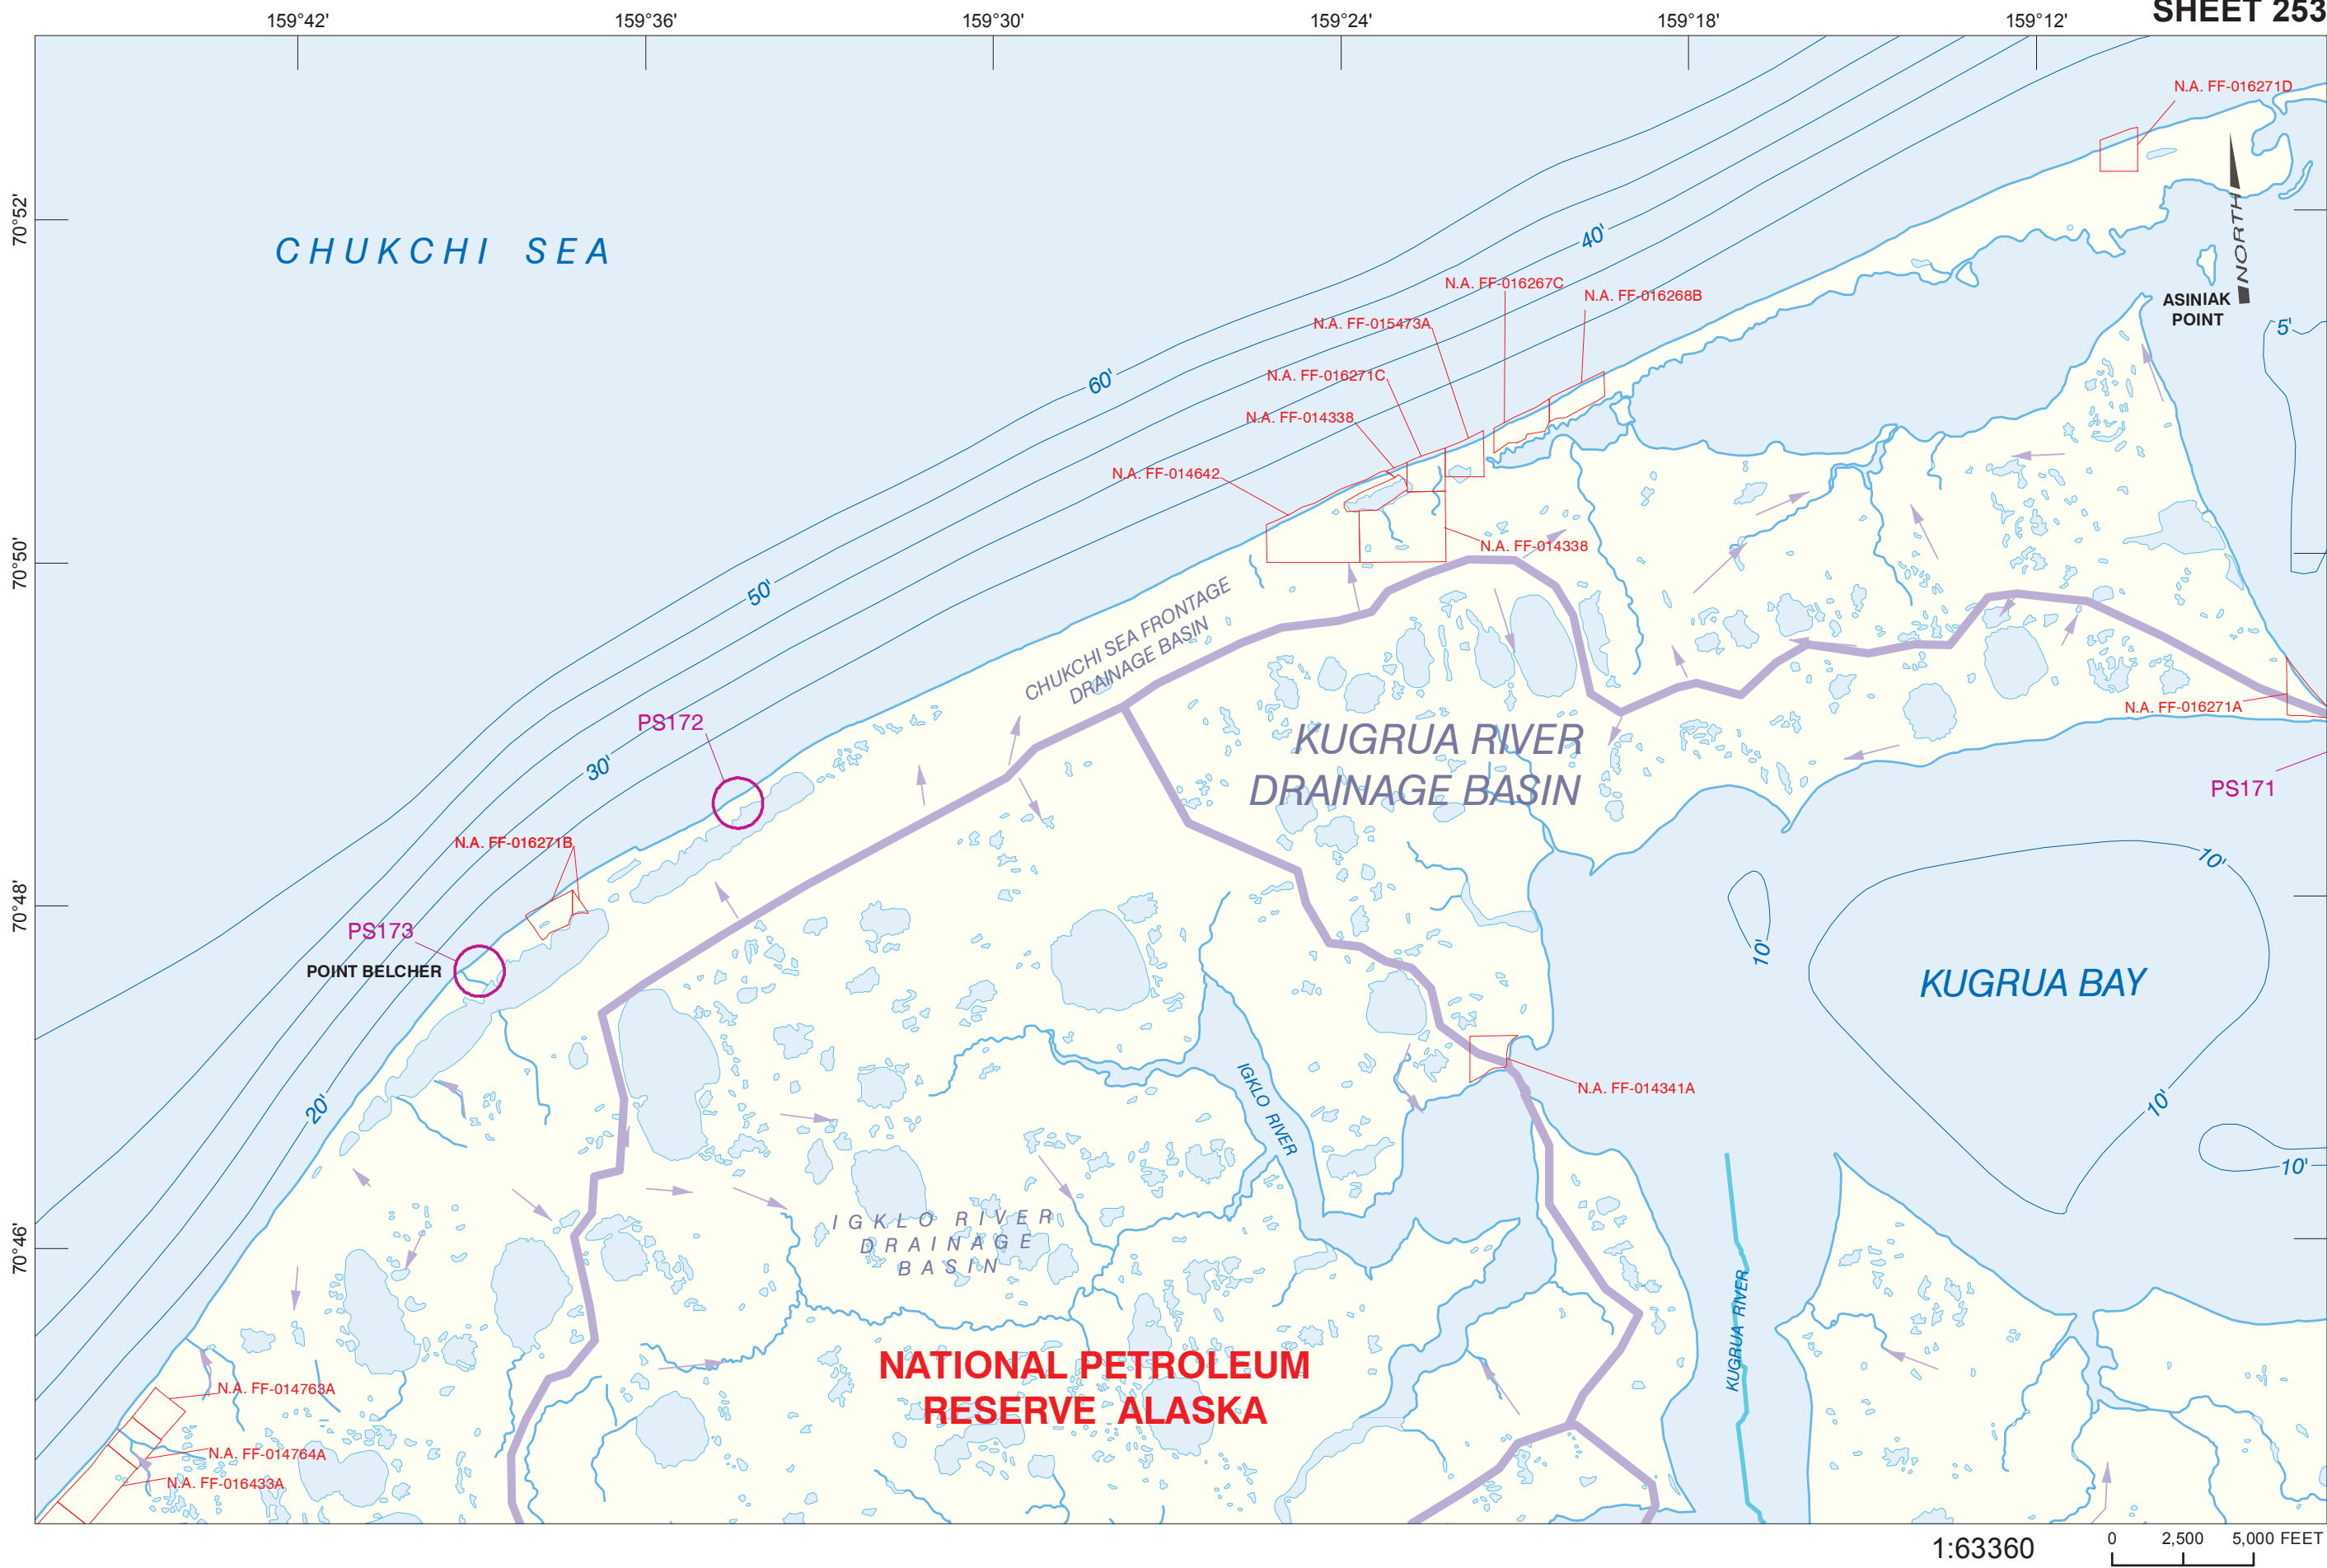 SHEET 253
159°42'
159°36'
159°30'
159°24'
159°18'
159°12'
N.A. FF-016271D
70°52'
NORTH
CHUKCHI SEA
40'
N.A. FF-016267C
N.A. FF-016268B
ASINIAK
POINT
N.A. FF-015473A
5'
60'
N.A. FF-016271C
N.A. FF-014338
N.A. FF-014642
N.A. FF-014338
70°50'
50'
CHUKCHI SEA FRONTAGE
DRAINAGE BASIN
N.A. FF-016271A
PS172
KUGRUA RIVER
DRAINAGE BASIN
30'
PS171
N.A. FF-016271B
10'
70°48'
PS173
10'
POINT BELCHER
KUGRUA BAY
N.A. FF-014341A
20'
IGKLO RIVER
10'
10'
IGKLO RIVER
DRAINAGE
BASIN
70°46'
KUGRUA RIVER
NATIONAL PETROLEUM
RESERVE ALASKA
N.A. FF-014763A
N.A. FF-014764A
N.A. FF-016433A
1:63360
0 2,500 5,000 FEET